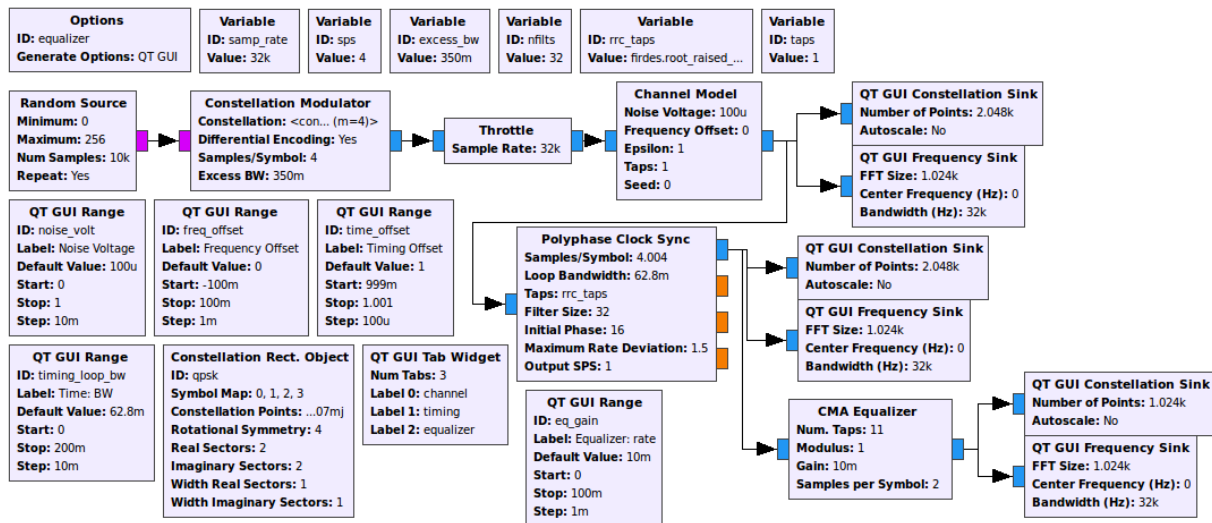 Options
ID: equalizer
Generate Options: QT GUI
Variable
ID: samp_rate
Value: 32k
Variable
ID: sps
Value: 4
Variable
ID: excess_bw
Value: 350m
Variable
ID: nfilts
Value: 32
Variable
ID: rrc_taps
Value: firdes.root_raised_...
Variable
ID: taps
Value: 1
Random Source
Minimum: 0
Maximum: 256
Num Samples: 10k
Repeat: Yes
Constellation Modulator
Constellation: <con... (m=4)>
Differential Encoding: Yes
Samples/Symbol: 4
Excess BW: 350m
Throttle
Sample Rate: 32k
Channel Model
Noise Voltage: 100u
Frequency Offset: 0
Epsilon: 1
Taps: 1
Seed: 0
QT GUI Constellation Sink
Number of Points: 2.048k
Autoscale: No
QT GUI Frequency Sink
FFT Size: 1.024k
Center Frequency (Hz): 0
Bandwidth (Hz): 32k
QT GUI Range
ID: noise_volt
Label: Noise Voltage
Default Value: 100u
Start: 0
Stop: 1
Step: 10m
QT GUI Range
ID: freq_offset
Label: Frequency Offset
Default Value: 0
Start: -100m
Stop: 100m
Step: 1m
QT GUI Range
ID: time_offset
Label: Timing Offset
Default Value: 1
Start: 999m
Stop: 1.001
Step: 100u
Polyphase Clock Sync
Samples/Symbol: 4.004
Loop Bandwidth: 62.8m
Taps: rrc_taps
Filter Size: 32
Initial Phase: 16
Maximum Rate Deviation: 1.5
Output SPS: 1
QT GUI Constellation Sink
Number of Points: 2.048k
Autoscale: No
QT GUI Frequency Sink
FFT Size: 1.024k
Center Frequency (Hz): 0
Bandwidth (Hz): 32k
QT GUI Range
ID: timing_loop_bw
Label: Time: BW
Default Value: 62.8m
Start: 0
Stop: 200m
Step: 10m
Constellation Rect. Object
ID: qpsk
Symbol Map: 0, 1, 2, 3
Constellation Points: ...07mj
Rotational Symmetry: 4
Real Sectors: 2
Imaginary Sectors: 2
Width Real Sectors: 1
Width Imaginary Sectors: 1
QT GUI Tab Widget
Num Tabs: 3
Label 0: channel
Label 1: timing
Label 2: equalizer
QT GUI Range
ID: eq_gain
Label: Equalizer: rate
Default Value: 10m
Start: 0
Stop: 100m
Step: 1m
CMA Equalizer
Num. Taps: 11
Modulus: 1
Gain: 10m
Samples per Symbol: 2
QT GUI Constellation Sink
Number of Points: 1.024k
Autoscale: No
QT GUI Frequency Sink
FFT Size: 1.024k
Center Frequency (Hz): 0
Bandwidth (Hz): 32k